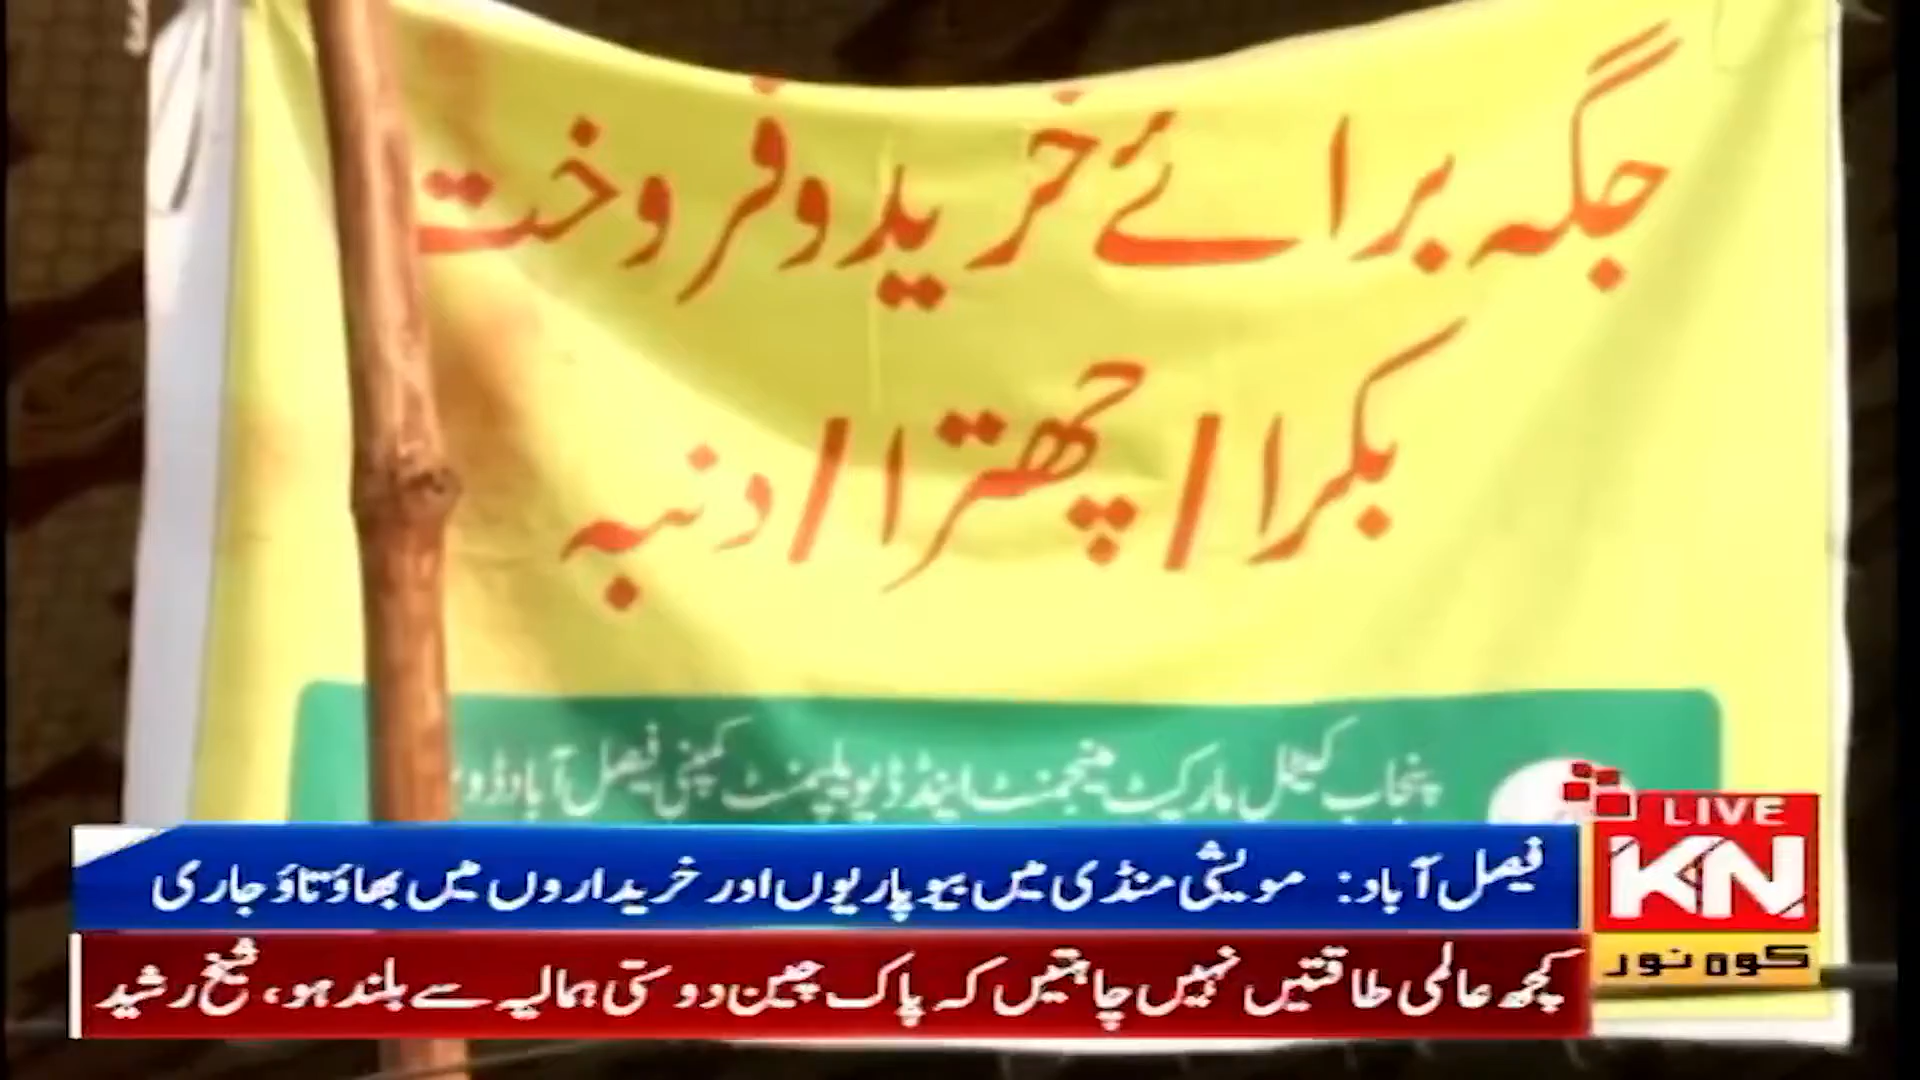 جگہ برائے خرید و فروخت
بکرا / چھترا / دنبہ
پنجاب کیٹل مارکیٹ مینجمنٹ اینڈ ڈیویلپمنٹ کمپنی فیصل آباد
LIVE
KN
کوہ نور
فیصل آباد: مویشی منڈی میں بیوپاریوں اور خریداروں میں بھاؤ تاؤ جاری
کچھ عالمی طاقتیں نہیں چاہتیں کہ پاک چین دوستی ہمالیہ سے بلند ہو، شیخ رشید